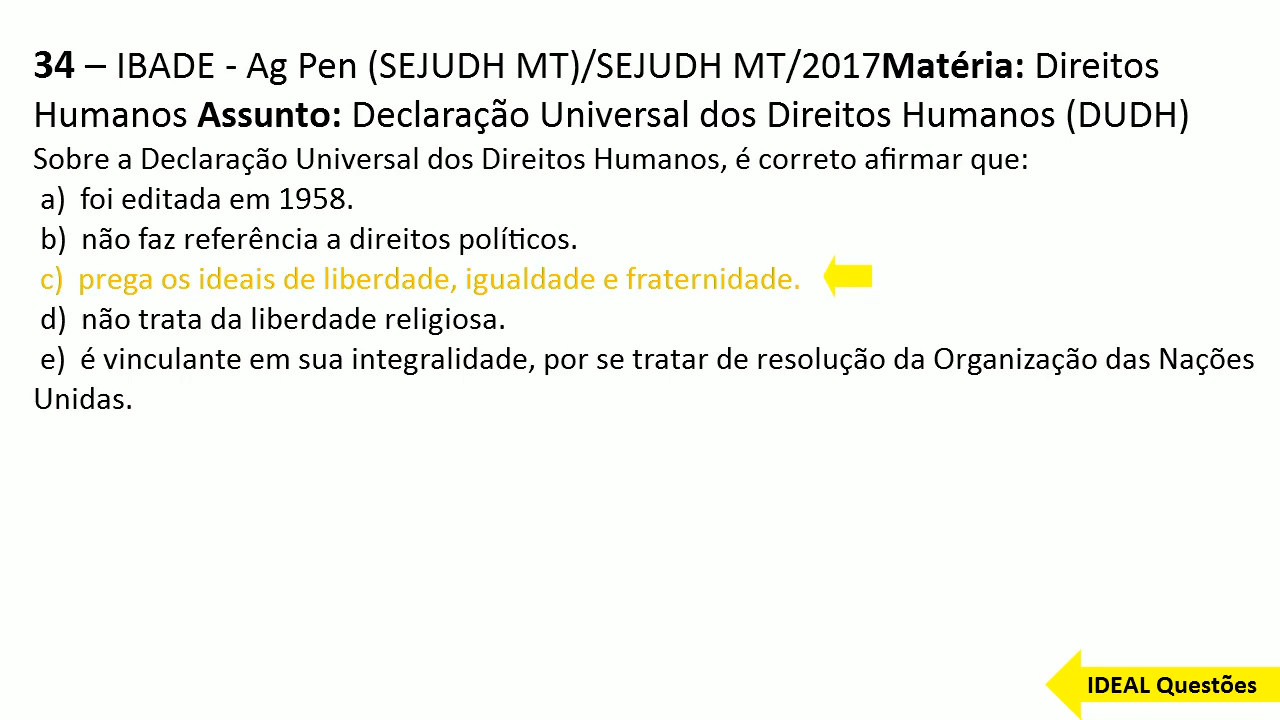 34 – IBADE - Ag Pen (SEJUDH MT)/SEJUDH MT/2017Matéria: Direitos
Humanos Assunto: Declaração Universal dos Direitos Humanos (DUDH)
Sobre a Declaração Universal dos Direitos Humanos, é correto afirmar que:
a) foi editada em 1958.
b) não faz referência a direitos políticos.
c) prega os ideais de liberdade, igualdade e fraternidade.
d) não trata da liberdade religiosa.
e) é vinculante em sua integralidade, por se tratar de resolução da Organização das Nações
Unidas.
IDEAL Questões